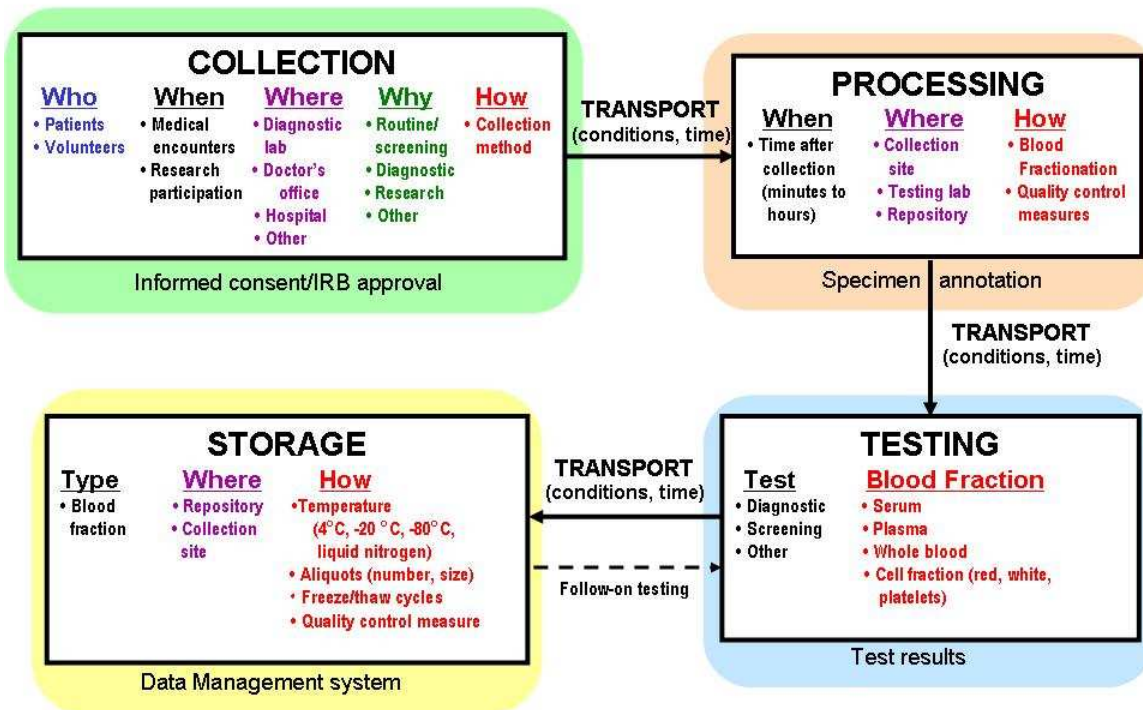 COLLECTION
Who
• Patients
• Volunteers
When
• Medical
encounters
• Research
participation
Where
• Diagnostic
lab
• Doctor's
office
• Hospital
• Other
Why
• Routine/
screening
• Diagnostic
• Research
• Other
How
• Collection
method
Informed consent/IRB approval
TRANSPORT
(conditions, time)
PROCESSING
When
• Time after
collection
(minutes to
hours)
Where
• Collection
site
• Testing lab
• Repository
How
• Blood
Fractionation
• Quality control
measures
Specimen annotation
TRANSPORT
(conditions, time)
TESTING
Test
• Diagnostic
• Screening
• Other
Blood Fraction
• Serum
• Plasma
• Whole blood
• Cell fraction (red, white,
platelets)
Test results
TRANSPORT
(conditions, time)
Follow-on testing
STORAGE
Type
• Blood
fraction
Where
• Repository
• Collection
site
How
•Temperature
(4°C, -20 °C, -80°C,
liquid nitrogen)
• Aliquots (number, size)
• Freeze/thaw cycles
• Quality control measure
Data Management system